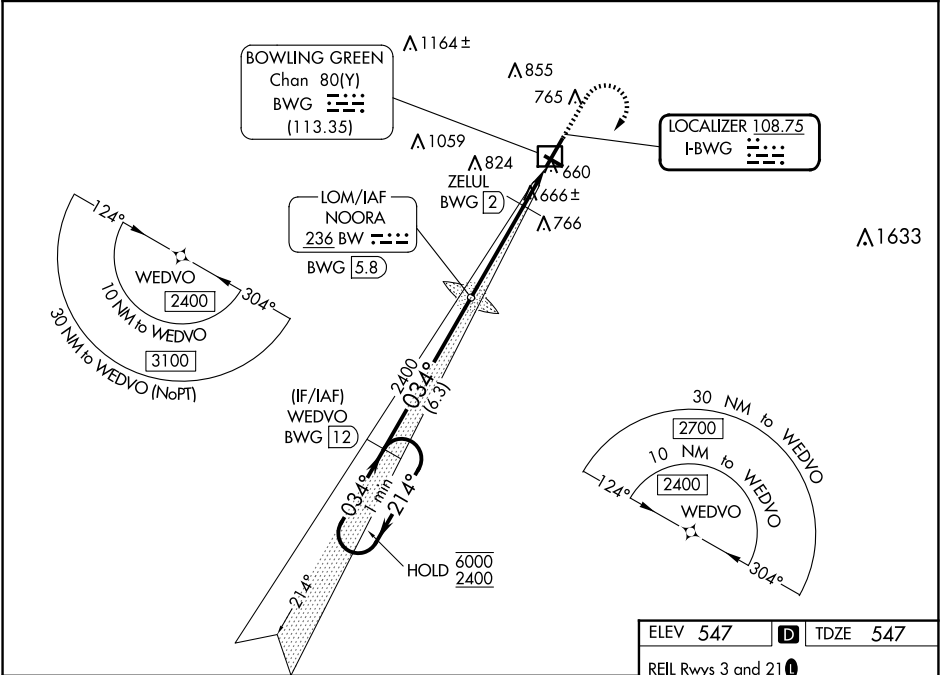 BOWLING GREEN
Chan 80(Y)
BWG
(113.35)
1164 ±
855
765
1059
824
LOCALIZER 108.75
I-BWG
660
ZELUL
BWG 2
666 ±
766
1633
LOM/IAF
NOORA
236 BW
BWG 5.8
124°
WEDVO
2400
304°
10 NM to WEDVO
3100
30 NM to WEDVO (NoPT)
2400
034°
(6.3)
(IF/IAF)
WEDVO
BWG 12
034°
1 min
214°
HOLD 6000
2400
214°
30 NM to WEDVO
2700
10 NM to WEDVO
2400
124°
WEDVO
304°
ELEV 547 D TDZE 547
REIL Rwys 3 and 21 L